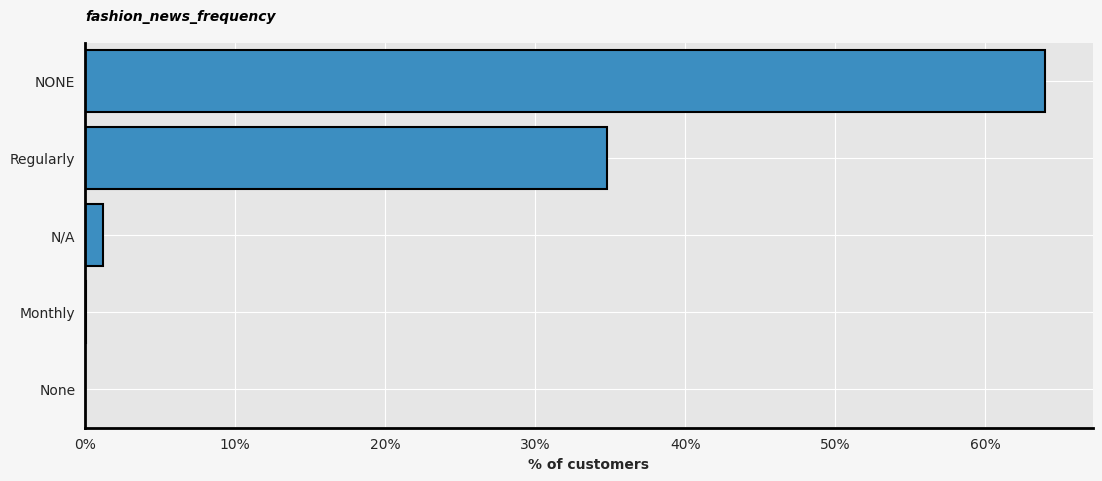 fashion_news_frequency
NONE
Regularly
N/A
Monthly
None
0% 10% 20% 30% 40% 50% 60%
% of customers